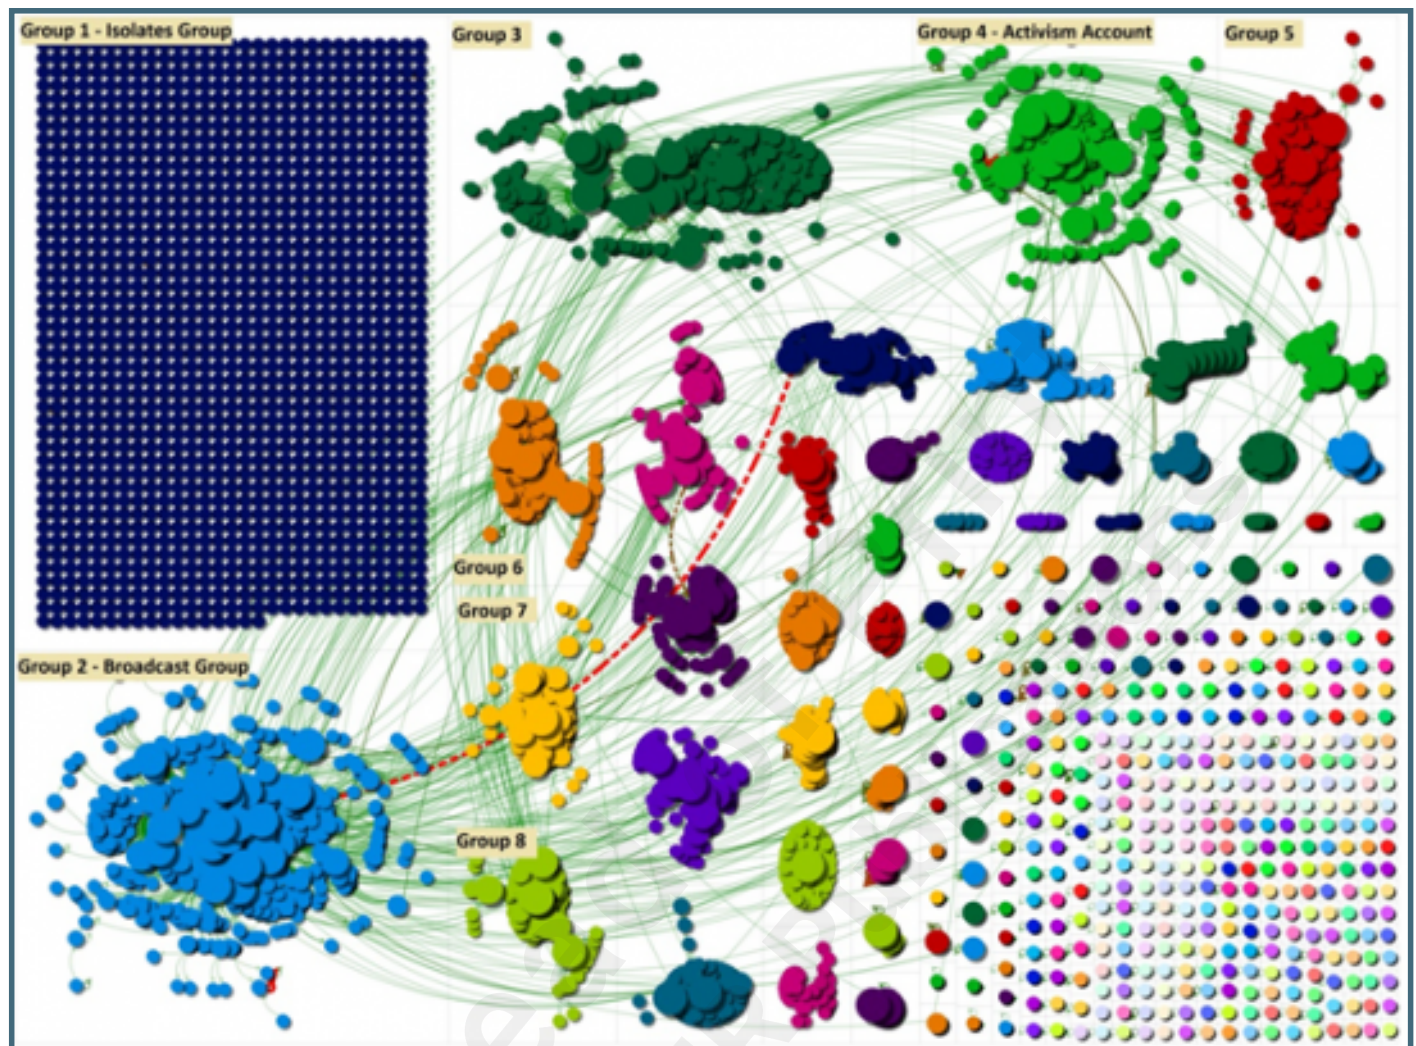 Group 1 - Isolates Group
Group 3
Group 4 - Activism Account
Group 5
Group 6
Group 7
Group 2 - Broadcast Group
Group 8